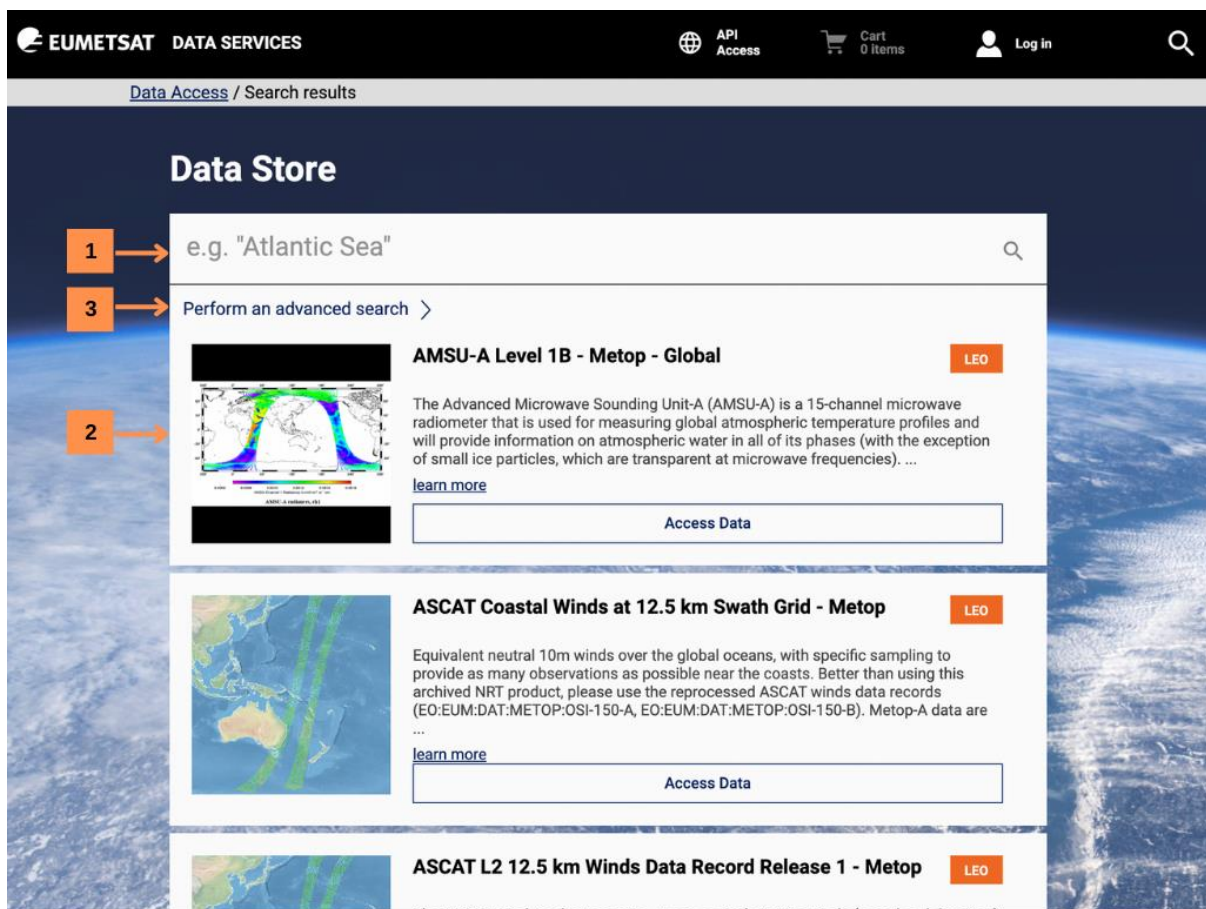 EUMETSAT DATA SERVICES
API
Access
Cart
0 items
Log in
Data Access / Search results
Data Store
1
e.g. "Atlantic Sea"
3
Perform an advanced search
2
AMSU-A Level 1B - Metop - Global
LEO
The Advanced Microwave Sounding Unit-A (AMSU-A) is a 15-channel microwave
radiometer that is used for measuring global atmospheric temperature profiles and
will provide information on atmospheric water in all of its phases (with the exception
of small ice particles, which are transparent at microwave frequencies). ...
learn more
Access Data
ASCAT Coastal Winds at 12.5 km Swath Grid - Metop
LEO
Equivalent neutral 10m winds over the global oceans, with specific sampling to
provide as many observations as possible near the coasts. Better than using this
archived NRT product, please use the reprocessed ASCAT winds data records
(EO:EUM:DAT:METOP:OSI-150-A, EO:EUM:DAT:METOP:OSI-150-B). Metop-A data are
...
learn more
Access Data
ASCAT L2 12.5 km Winds Data Record Release 1 - Metop
LEO